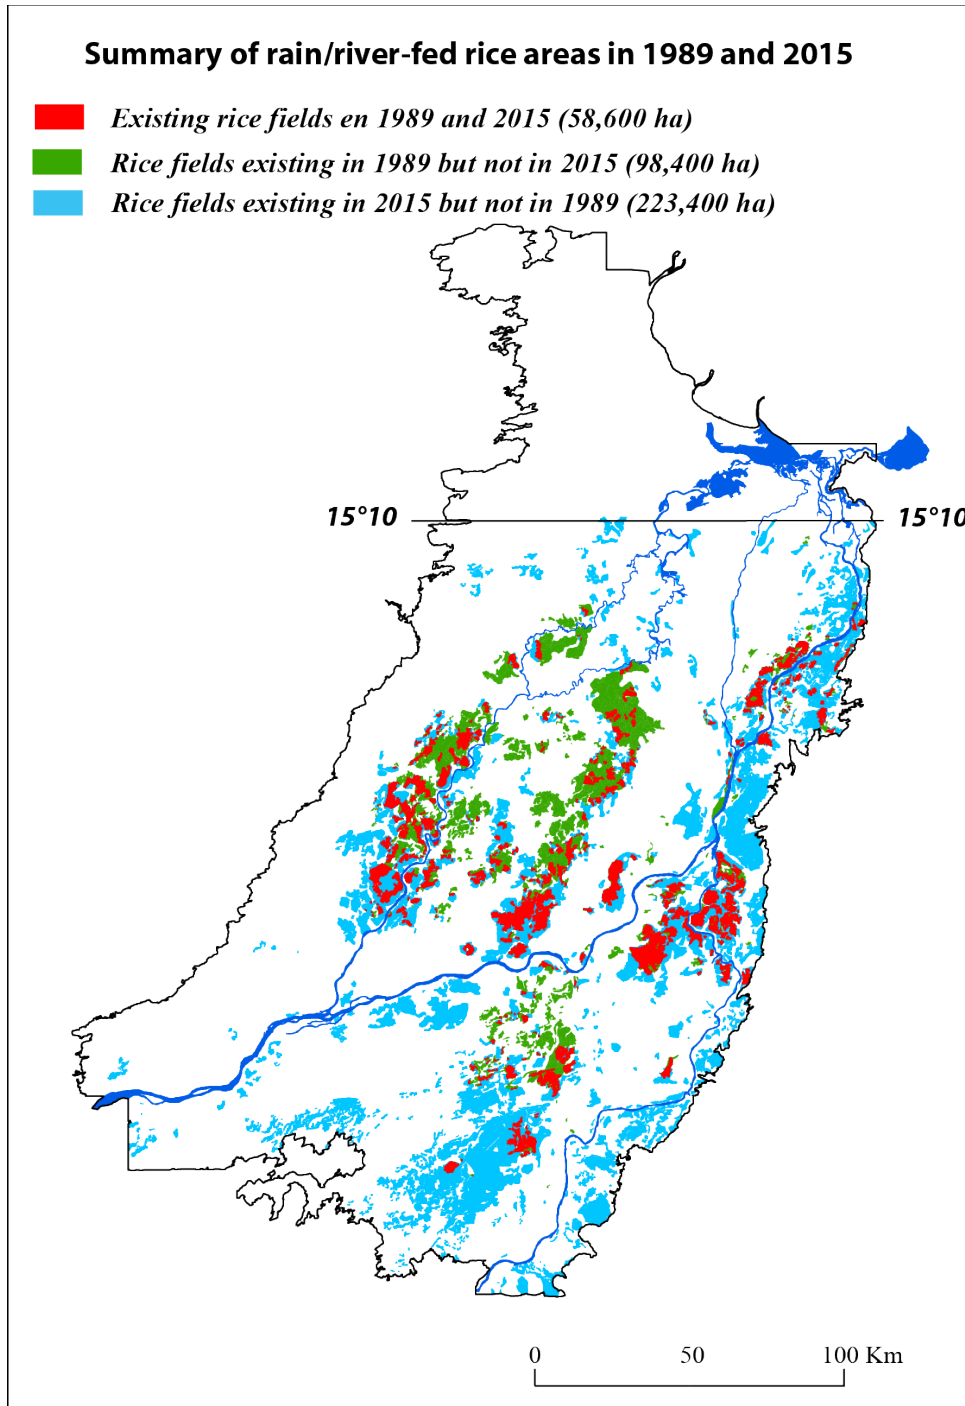 Summary of rain/river-fed rice areas in 1989 and 2015
Existing rice fields en 1989 and 2015 (58,600 ha)
Rice fields existing in 1989 but not in 2015 (98,400 ha)
Rice fields existing in 2015 but not in 1989 (223,400 ha)
15°10 15°10
0 50 100 Km